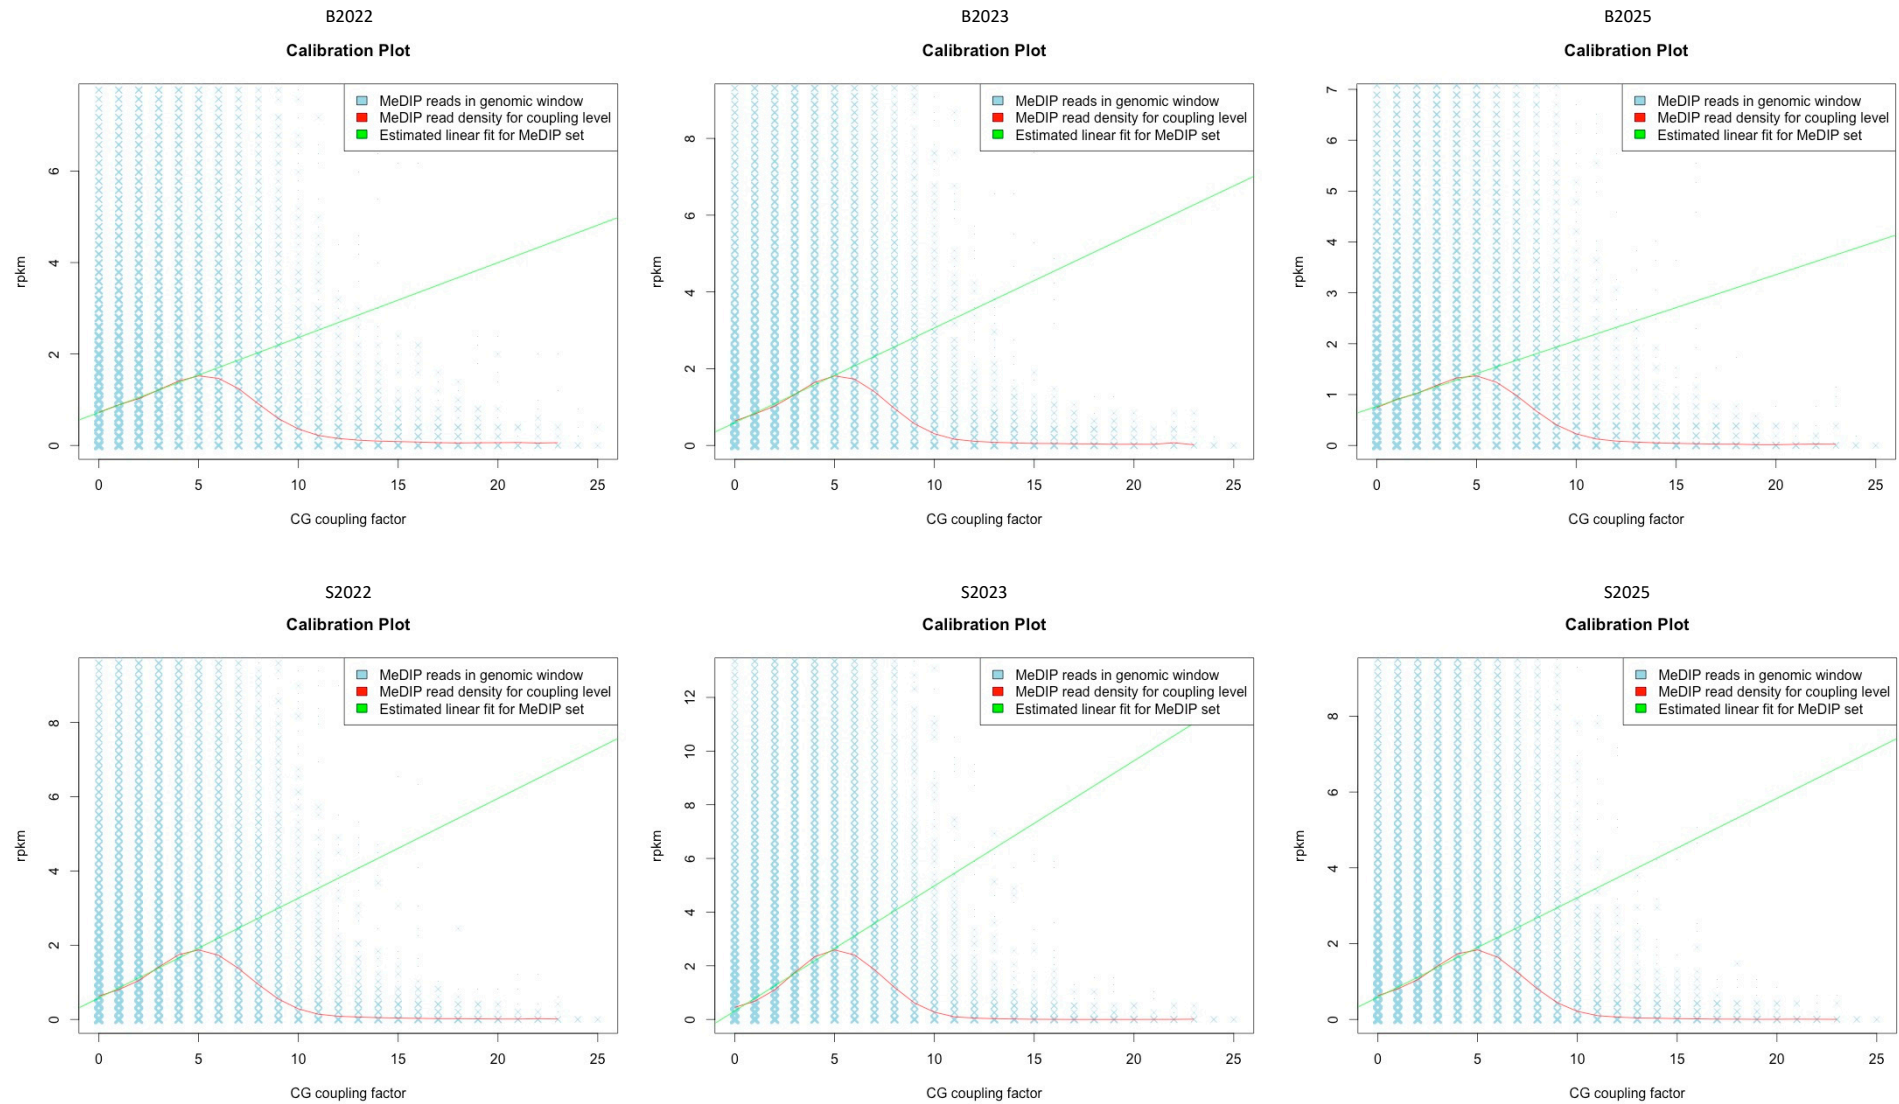 B2022
Calibration Plot
MeDIP reads in genomic window
MeDIP read density for coupling level
Estimated linear fit for MeDIP set
rpkm
6
4
2
0
0 5 10 15 20 25
CG coupling factor
B2023
Calibration Plot
MeDIP reads in genomic window
MeDIP read density for coupling level
Estimated linear fit for MeDIP set
rpkm
8
6
4
2
0
0 5 10 15 20 25
CG coupling factor
B2025
Calibration Plot
MeDIP reads in genomic window
MeDIP read density for coupling level
Estimated linear fit for MeDIP set
rpkm
7
6
5
4
3
2
1
0
0 5 10 15 20 25
CG coupling factor
S2022
Calibration Plot
MeDIP reads in genomic window
MeDIP read density for coupling level
Estimated linear fit for MeDIP set
rpkm
8
6
4
2
0
0 5 10 15 20 25
CG coupling factor
S2023
Calibration Plot
MeDIP reads in genomic window
MeDIP read density for coupling level
Estimated linear fit for MeDIP set
rpkm
12
10
8
6
4
2
0
0 5 10 15 20 25
CG coupling factor
S2025
Calibration Plot
MeDIP reads in genomic window
MeDIP read density for coupling level
Estimated linear fit for MeDIP set
rpkm
8
6
4
2
0
0 5 10 15 20 25
CG coupling factor